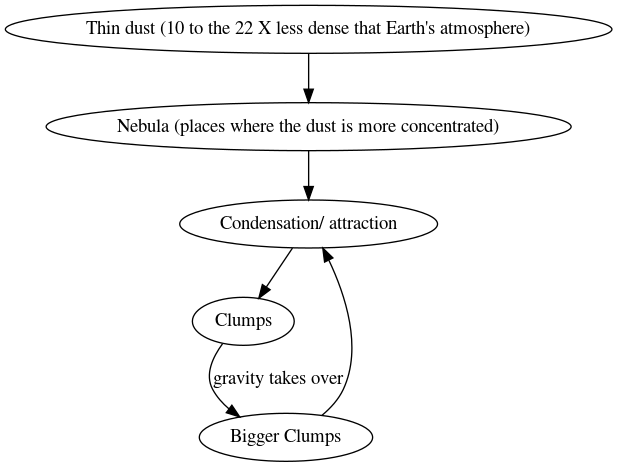 Thin dust (10 to the 22 X less dense that Earth's atmosphere)
Nebula (places where the dust is more concentrated)
Condensation/ attraction
Clumps
gravity takes over
Bigger Clumps